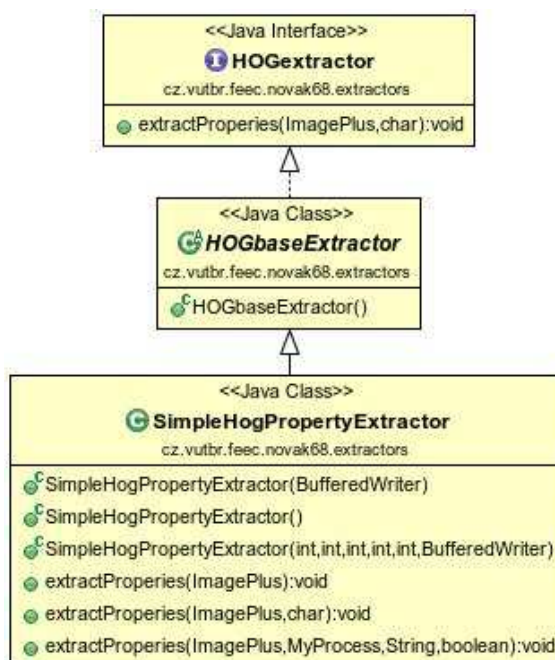 <<Java Interface>>
HOGextractor
cz.vutbr.feec.novak68.extractors
extractProperies(ImagePlus,char):void
<<Java Class>>
HOGbaseExtractor
cz.vutbr.feec.novak68.extractors
HOGbaseExtractor()
<<Java Class>>
SimpleHogPropertyExtractor
cz.vutbr.feec.novak68.extractors
SimpleHogPropertyExtractor(BufferedWriter)
SimpleHogPropertyExtractor()
SimpleHogPropertyExtractor(int,int,int,int,int,BufferedWriter)
extractProperies(ImagePlus):void
extractProperies(ImagePlus,char):void
extractProperies(ImagePlus,MyProcess,String,boolean):void